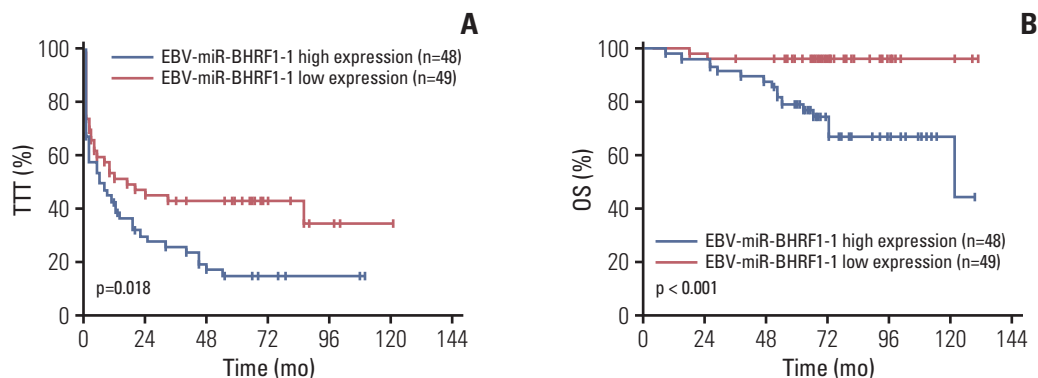 A
TTT (%)
100
80
60
40
20
0
EBV-miR-BHRF1-1 high expression (n=48)
EBV-miR-BHRF1-1 low expression (n=49)
p=0.018
0 24 48 72 96 120 144
Time (mo)
B
OS (%)
100
80
60
40
20
0
EBV-miR-BHRF1-1 high expression (n=48)
EBV-miR-BHRF1-1 low expression (n=49)
p < 0.001
0 24 48 72 96 120 144
Time (mo)